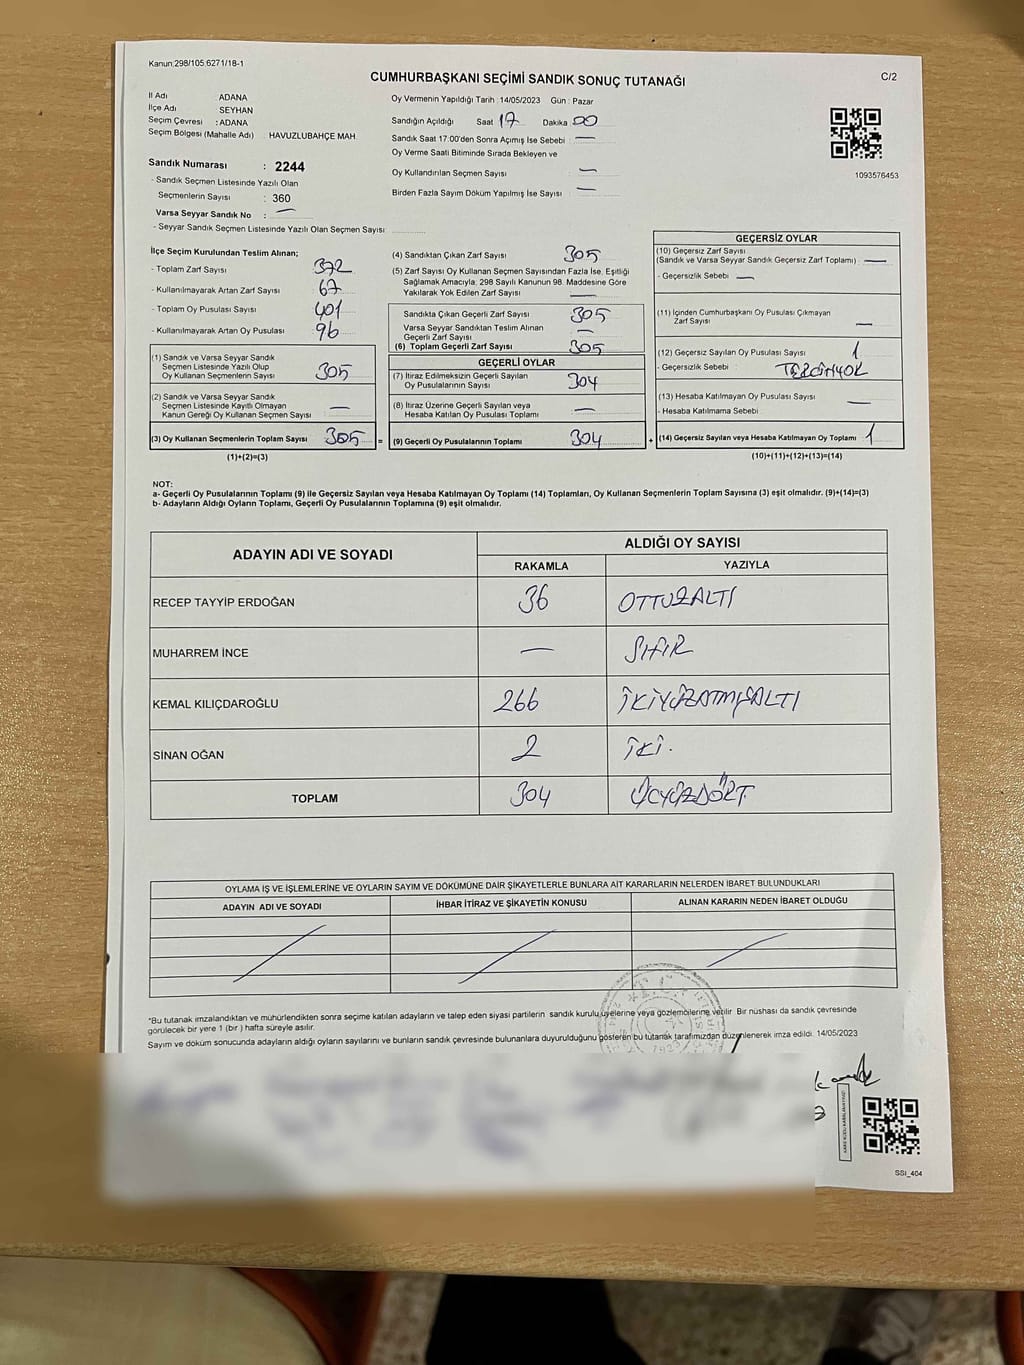 Kanun:298/105,6271/18-1
CUMHURBAŞKANI SEÇİMİ SANDIK SONUÇ TUTANAĞI
C/2
İl Adı ADANA
İlçe Adı SEYHAN
Seçim Çevresi : ADANA
Seçim Bölgesi (Mahalle Adı) : HAVUZLUBAHÇE MAH.
Sandık Numarası : 2244
- Sandık Seçmen Listesinde Yazılı Olan
Seçmenlerin Sayısı : 360
Varsa Seyyar Sandık No : —
- Seyyar Sandık Seçmen Listesinde Yazılı Olan Seçmen Sayısı
Oy Vermenin Yapıldığı Tarih : 14/05/2023 Gün : Pazar
Sandığın Açıldığı Saat 17 Dakika 00
Sandık Saat 17:00'den Sonra Açımış İse Sebebi : —
Oy Verme Saati Bitiminde Sırada Bekleyen ve
Oy Kullandırılan Seçmen Sayısı : —
Birden Fazla Sayım Döküm Yapılmış İse Sayısı : —
1093576453
İlçe Seçim Kurulundan Teslim Alınan;
- Toplam Zarf Sayısı 372
- Kullanılmayarak Artan Zarf Sayısı 67
- Toplam Oy Pusulası Sayısı 401
- Kullanılmayarak Artan Oy Pusulası 96
(1) Sandık ve Varsa Seyyar Sandık
Seçmen Listesinde Yazılı Olup
Oy Kullanan Seçmenlerin Sayısı 305
(2) Sandık ve Varsa Seyyar Sandık
Seçmen Listesinde Kayıtlı Olmayan
Kanun Gereği Oy Kullanan Seçmen Sayısı —
(3) Oy Kullanan Seçmenlerin Toplam Sayısı 305 =
(1)+(2)=(3)
(4) Sandıktan Çıkan Zarf Sayısı 305
(5) Zarf Sayısı Oy Kullanan Seçmen Sayısından Fazla İse, Eşitliği
Sağlamak Amacıyla; 298 Sayılı Kanunun 98. Maddesine Göre
Yakılarak Yok Edilen Zarf Sayısı —
Sandıkta Çıkan Geçerli Zarf Sayısı 305
Varsa Seyyar Sandıktan Teslim Alınan
Geçerli Zarf Sayısı —
(6) Toplam Geçerli Zarf Sayısı 305
GEÇERLİ OYLAR
(7) İtiraz Edilmeksizin Geçerli Sayılan
Oy Pusulalarının Sayısı 304
(8) İtiraz Üzerine Geçerli Sayılan veya
Hesaba Katılan Oy Pusulası Toplamı —
(9) Geçerli Oy Pusulalarının Toplamı 304 +
GEÇERSİZ OYLAR
(10) Geçersiz Zarf Sayısı
(Sandık ve Varsa Seyyar Sandık Geçersiz Zarf Toplamı) —
- Geçersizlik Sebebi —
(11) İçinden Cumhurbaşkanı Oy Pusulası Çıkmayan
Zarf Sayısı —
(12) Geçersiz Sayılan Oy Pusulası Sayısı 1
- Geçersizlik Sebebi TERCİH YOK
(13) Hesaba Katılmayan Oy Pusulası Sayısı —
- Hesaba Katılmama Sebebi
(14) Geçersiz Sayılan veya Hesaba Katılmayan Oy Toplamı 1
(10)+(11)+(12)+(13)=(14)
NOT:
a- Geçerli Oy Pusulalarının Toplamı (9) ile Geçersiz Sayılan veya Hesaba Katılmayan Oy Toplamı (14) Toplamları, Oy Kullanan Seçmenlerin Toplam Sayısına (3) eşit olmalıdır. (9)+(14)=(3)
b- Adayların Aldığı Oyların Toplamı, Geçerli Oy Pusulalarının Toplamına (9) eşit olmalıdır.
ADAYIN ADI VE SOYADI ALDIĞI OY SAYISI
RAKAMLA YAZIYLA
RECEP TAYYİP ERDOĞAN 36 OTTUZALTI
MUHARREM İNCE — SIFIR
KEMAL KILIÇDAROĞLU 266 İKİYÜZATMIŞALTI
SİNAN OĞAN 2 İKİ.
TOPLAM 304 ÜÇYÜZDÖRT
OYLAMA İŞ VE İŞLEMLERİNE VE OYLARIN SAYIM VE DÖKÜMÜNE DAİR ŞİKAYETLERLE BUNLARA AİT KARARLARIN NELERDEN İBARET BULUNDUKLARI
ADAYIN ADI VE SOYADI İHBAR İTİRAZ VE ŞİKAYETİN KONUSU ALINAN KARARIN NEDEN İBARET OLDUĞU
T.C.
*Bu tutanak imzalandıktan ve mühürlendikten sonra seçime katılan adayların ve talep eden siyasi partilerin sandık kurulu üyelerine veya gözlemcilerine verilir. Bir nüshası da sandık çevresinde
görülecek bir yere 1 (bir) hafta süreyle asılır.
Sayım ve döküm sonucunda adayların aldığı oyların sayılarını ve bunların sandık çevresinde bulunanlara duyurulduğunu gösteren bu tutanak tarafımızdan düzenlenerek imza edildi. 14/05/2023
SSI_404